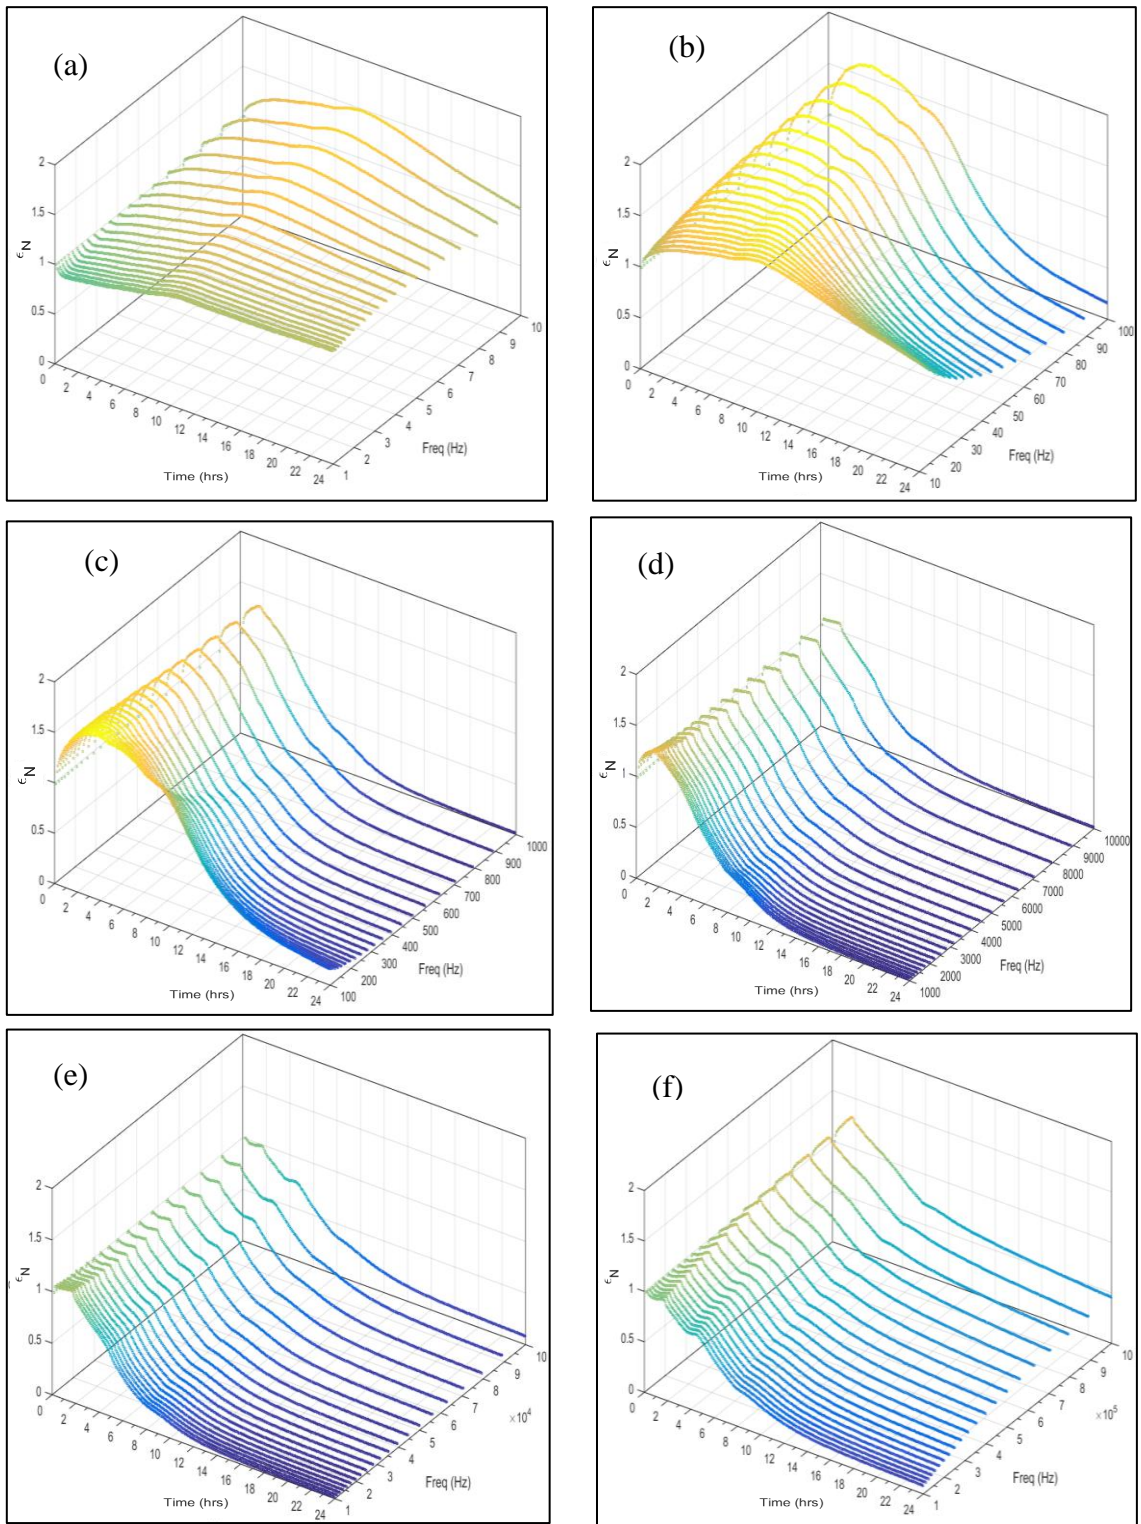 (a)
2
1.5
1
0.5
0
ϵN
0 2 4 6 8 10 12 14 16 18 20 22 24
Time (hrs)
1 2 3 4 5 6 7 8 9 10
Freq (Hz)
(b)
2
1.5
1
0.5
0
ϵN
0 2 4 6 8 10 12 14 16 18 20 22 24
Time (hrs)
10 20 30 40 50 60 70 80 90 100
Freq (Hz)
(c)
2
1.5
1
0.5
0
ϵN
0 2 4 6 8 10 12 14 16 18 20 22 24
Time (hrs)
100 200 300 400 500 600 700 800 900 1000
Freq (Hz)
(d)
2
1.5
1
0.5
0
ϵN
0 2 4 6 8 10 12 14 16 18 20 22 24
Time (hrs)
1000 2000 3000 4000 5000 6000 7000 8000 9000 10000
Freq (Hz)
(e)
2
1.5
1
0.5
0
ϵN
0 2 4 6 8 10 12 14 16 18 20 22 24
Time (hrs)
1 2 3 4 5 6 7 8 9 10
×10⁴
Freq (Hz)
(f)
2
1.5
1
0.5
0
ϵN
0 2 4 6 8 10 12 14 16 18 20 22 24
Time (hrs)
1 2 3 4 5 6 7 8 9 10
×10⁵
Freq (Hz)